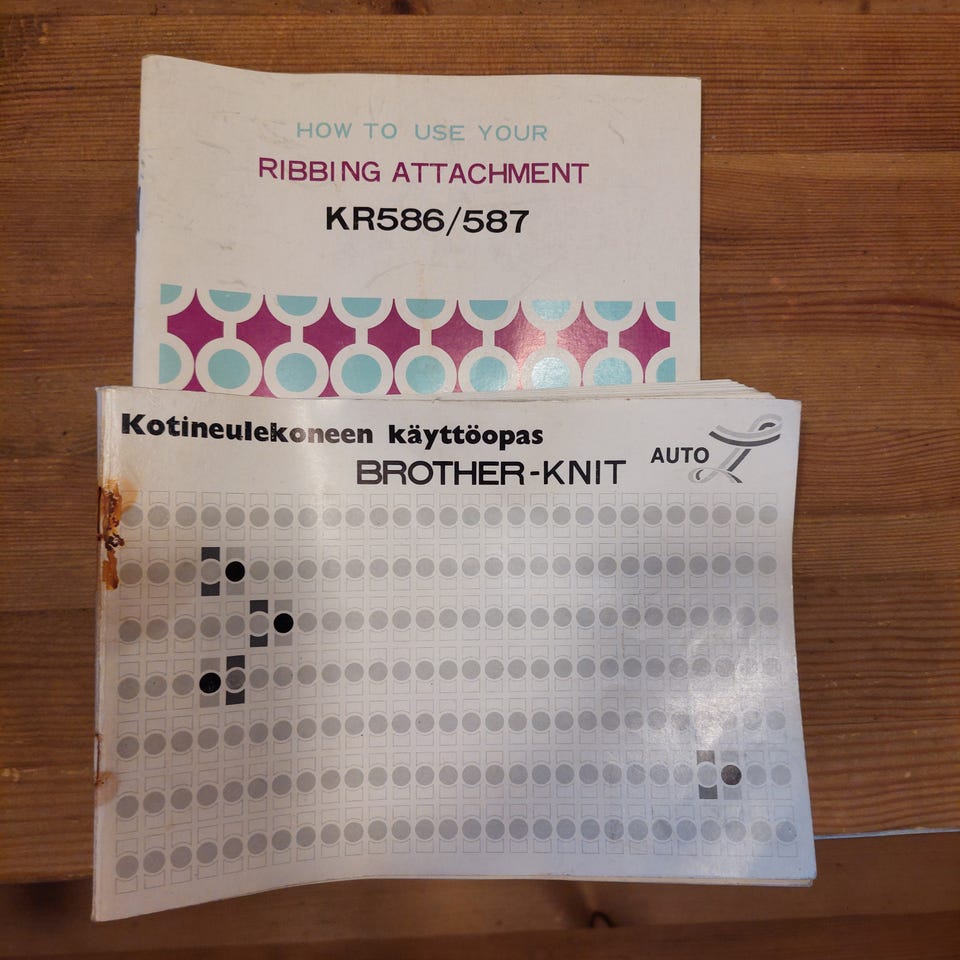 HOW TO USE YOUR
RIBBING ATTACHMENT
KR586/587
Kotineulekoneen käyttöopas
BROTHER-KNIT
AUTO